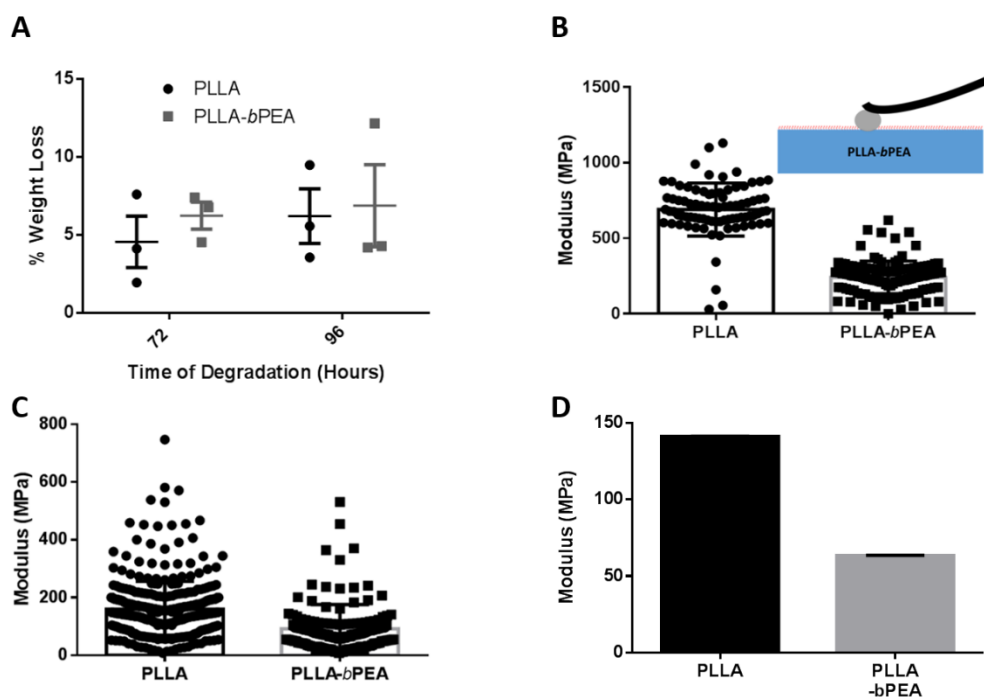 A
15
10
5
0
% Weight Loss
PLLA
PLLA-bPEA
72
96
Time of Degradation (Hours)
B
1500
1000
500
0
Modulus (MPa)
PLLA-bPEA
PLLA
PLLA-bPEA
C
800
600
400
200
0
Modulus (MPa)
PLLA
PLLA-bPEA
D
150
100
50
0
Modulus (MPa)
PLLA
PLLA
-bPEA